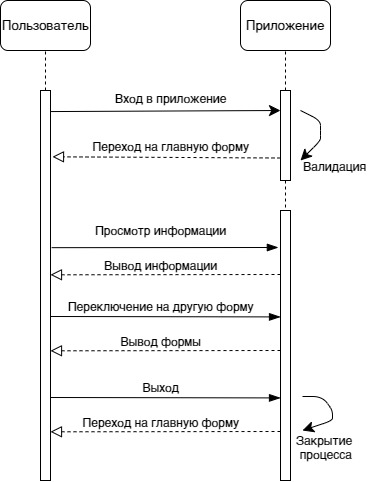 Пользователь
Приложение
Вход в приложение
Переход на главную форму
Валидация
Просмотр информации
Вывод информации
Переключение на другую форму
Вывод формы
Выход
Переход на главную форму
Закрытие
процесса